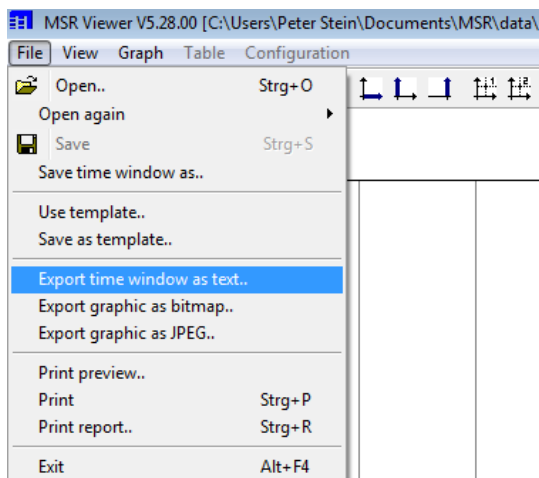 MSR Viewer V5.28.00 [C:\Users\Peter Stein\Documents\MSR\data\
File View Graph Table Configuration
Open.. Strg+O
Open again
Save Strg+S
Save time window as..
Use template..
Save as template..
Export time window as text..
Export graphic as bitmap..
Export graphic as JPEG..
Print preview..
Print Strg+P
Print report.. Strg+R
Exit Alt+F4